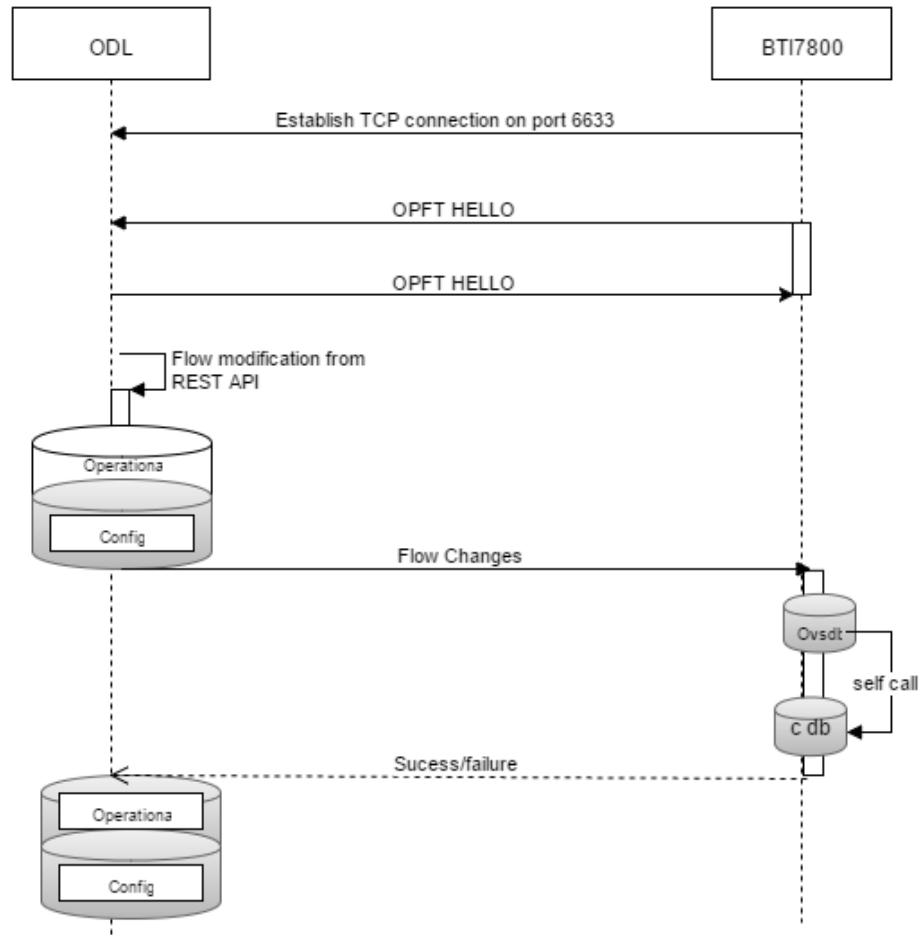 ODL
BTI7800
Establish TCP connection on port 6633
OPFT HELLO
OPFT HELLO
Flow modification from
REST API
Operationa
Config
Flow Changes
Ovsdt
self call
c db
Sucess/failure
Operationa
Config